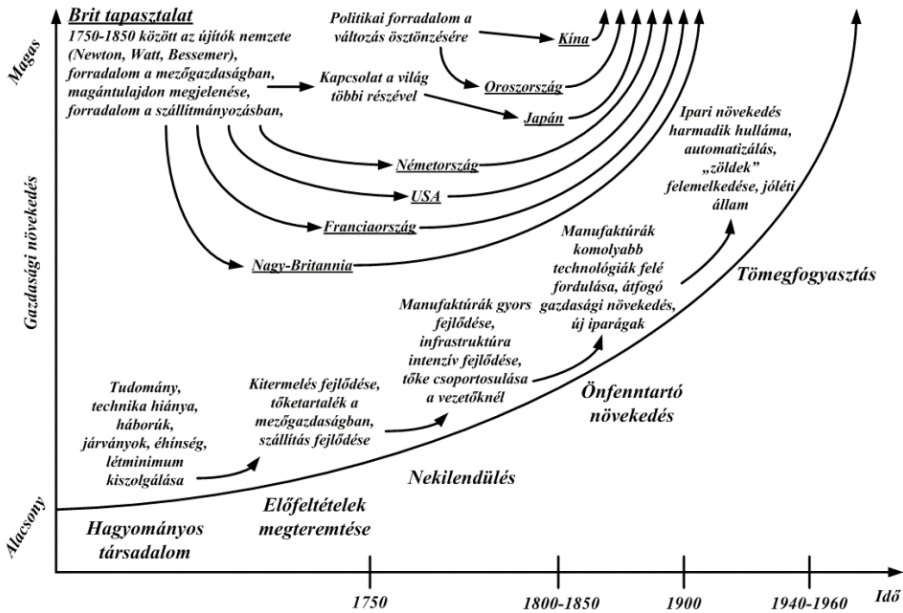 Brit tapasztalat
1750-1850 között az újítók nemzete
(Newton, Watt, Bessemer),
forradalom a mezőgazdaságban,
magántulajdon megjelenése,
forradalom a szállítmányozásban,
Politikai forradalom a
változás ösztönzésére
Kapcsolat a világ
többi részével
Kína
Oroszország
Japán
Németország
USA
Franciaország
Nagy-Britannia
Magas
Gazdasági növekedés
Alacsony
Ipari növekedés
harmadik hulláma,
automatizálás,
„zöldek”
felemelkedése, jóléti
állam
Manufaktúrák
komolyabb
technológiák felé
fordulása, átfogó
gazdasági növekedés,
új iparágak
Tömegfogyasztás
Manufaktúrák gyors
fejlődése,
infrastruktúra
intenzív fejlődése,
tőke csoportosulása
a vezetőknél
Önfenntartó
növekedés
Kitermelés fejlődése,
tőketartalék a
mezőgazdaságban,
szállítás fejlődése
Nekilendülés
Tudomány,
technika hiánya,
háborúk,
járványok, éhínség,
létminimum
kiszolgálása
Előfeltételek
megteremtése
Hagyományos
társadalom
1750
1800-1850
1900
1940-1960
Idő